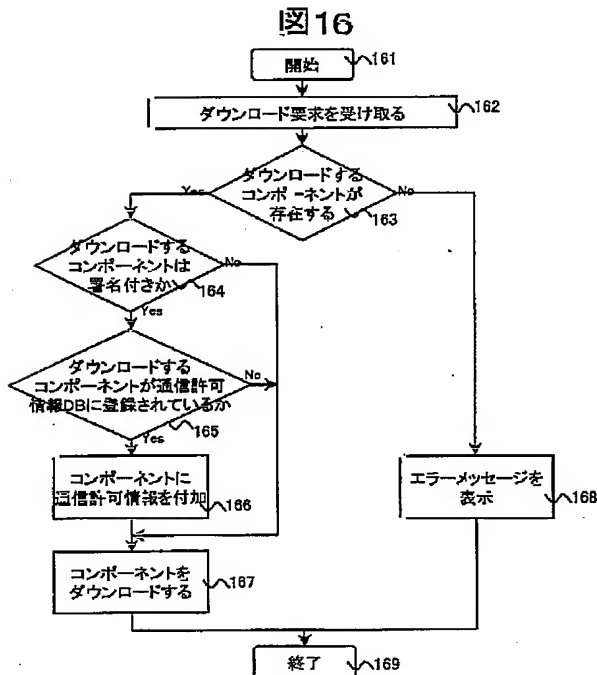 図16
開始
161
ダウンロード要求を受け取る
162
ダウンロードする
コンポーネントが
存在する
163
Yes
No
ダウンロードする
コンポーネントは
署名付きか
164
No
Yes
ダウンロードする
コンポーネントが通信許可
情報DBに登録されているか
165
No
Yes
コンポーネントに
通信許可情報を付加
166
エラーメッセージを
表示
168
コンポーネントを
ダウンロードする
167
終了
169